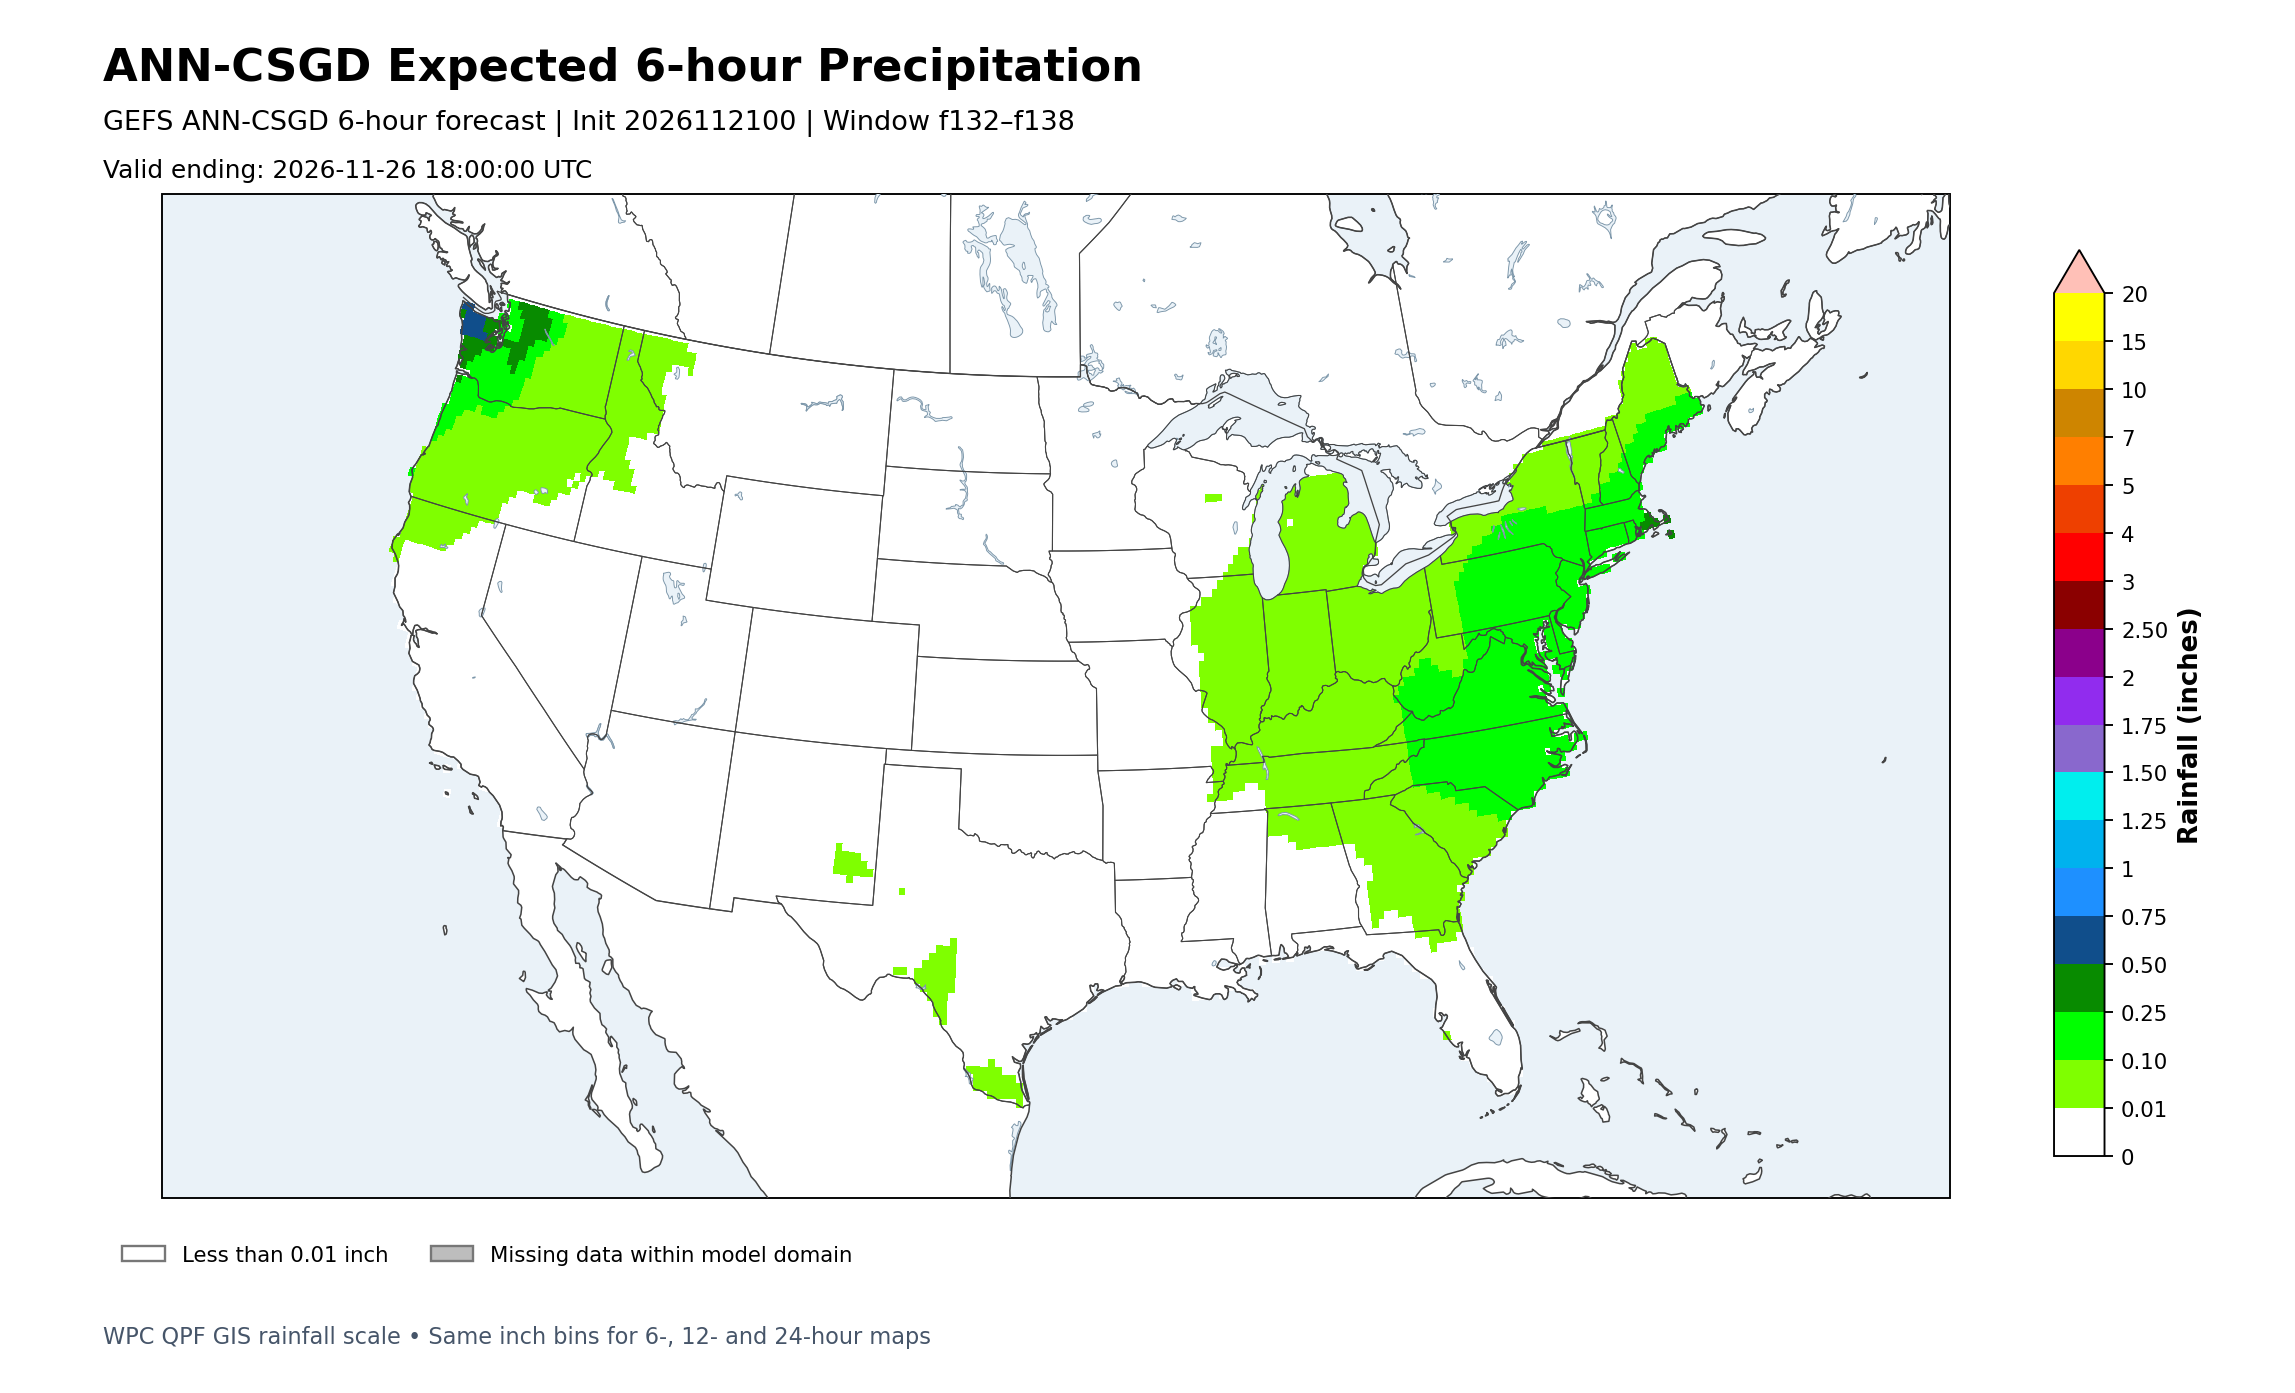 ANN-CSGD Expected 6-hour Precipitation
GEFS ANN-CSGD 6-hour forecast | Init 2026112100 | Window f132–f138
Valid ending: 2026-11-26 18:00:00 UTC
20
15
10
7
5
4
3
2.50
2
1.75
1.50
1.25
1
0.75
0.50
0.25
0.10
0.01
0
Rainfall (inches)
Less than 0.01 inch
Missing data within model domain
WPC QPF GIS rainfall scale • Same inch bins for 6-, 12- and 24-hour maps